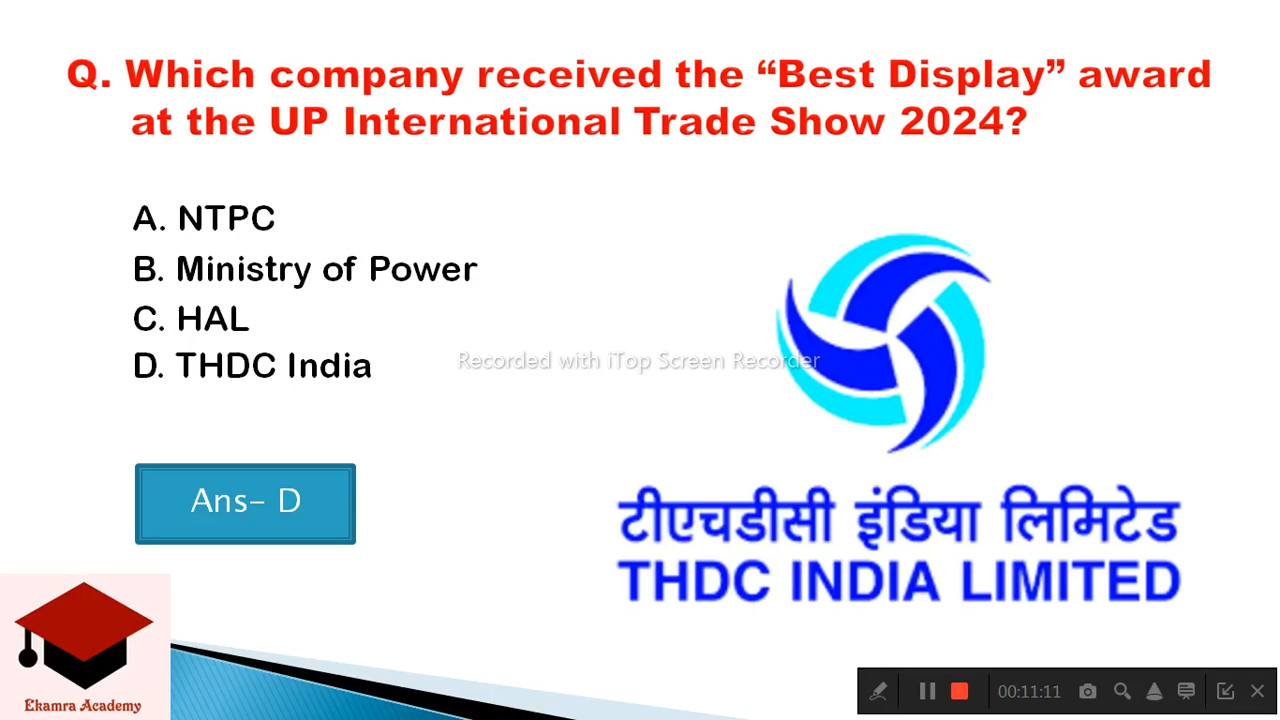 Q. Which company received the “Best Display” award
at the UP International Trade Show 2024?
A. NTPC
B. Ministry of Power
C. HAL
D. THDC India
Recorded with iTop Screen Recorder
Ans- D
टीएचडीसी इंडिया लिमिटेड
THDC INDIA LIMITED
Ekamra Academy
00:11:11